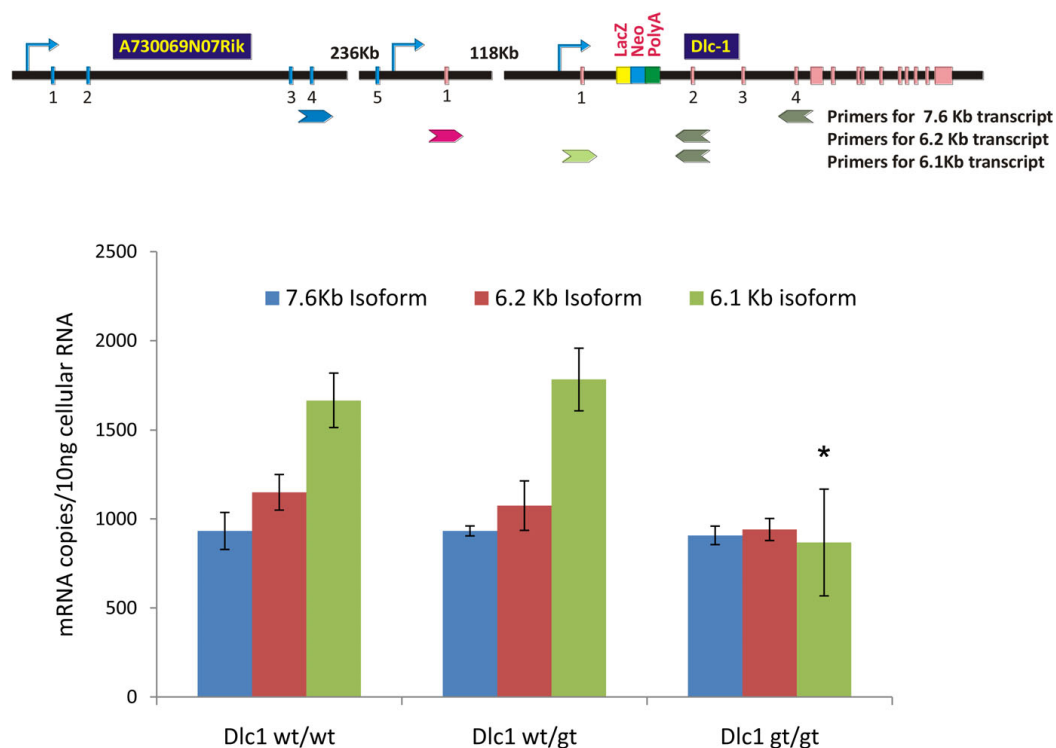 A730069N07Rik
236Kb
118Kb
LacZ
Neo
PolyA
Dlc-1
1 2 3 4 5 1 1 2 3 4
Primers for 7.6 Kb transcript
Primers for 6.2 Kb transcript
Primers for 6.1Kb transcript
mRNA copies/10ng cellular RNA
2500
2000
1500
1000
500
0
7.6Kb Isoform
6.2 Kb Isoform
6.1 Kb isoform
*
Dlc1 wt/wt
Dlc1 wt/gt
Dlc1 gt/gt